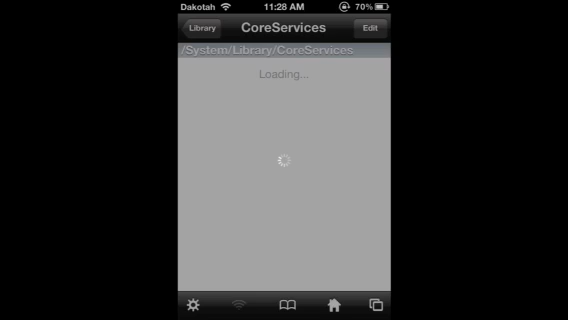 Dakotah 11:28 AM 70%
Library CoreServices Edit
/System/Library/CoreServices
Loading...